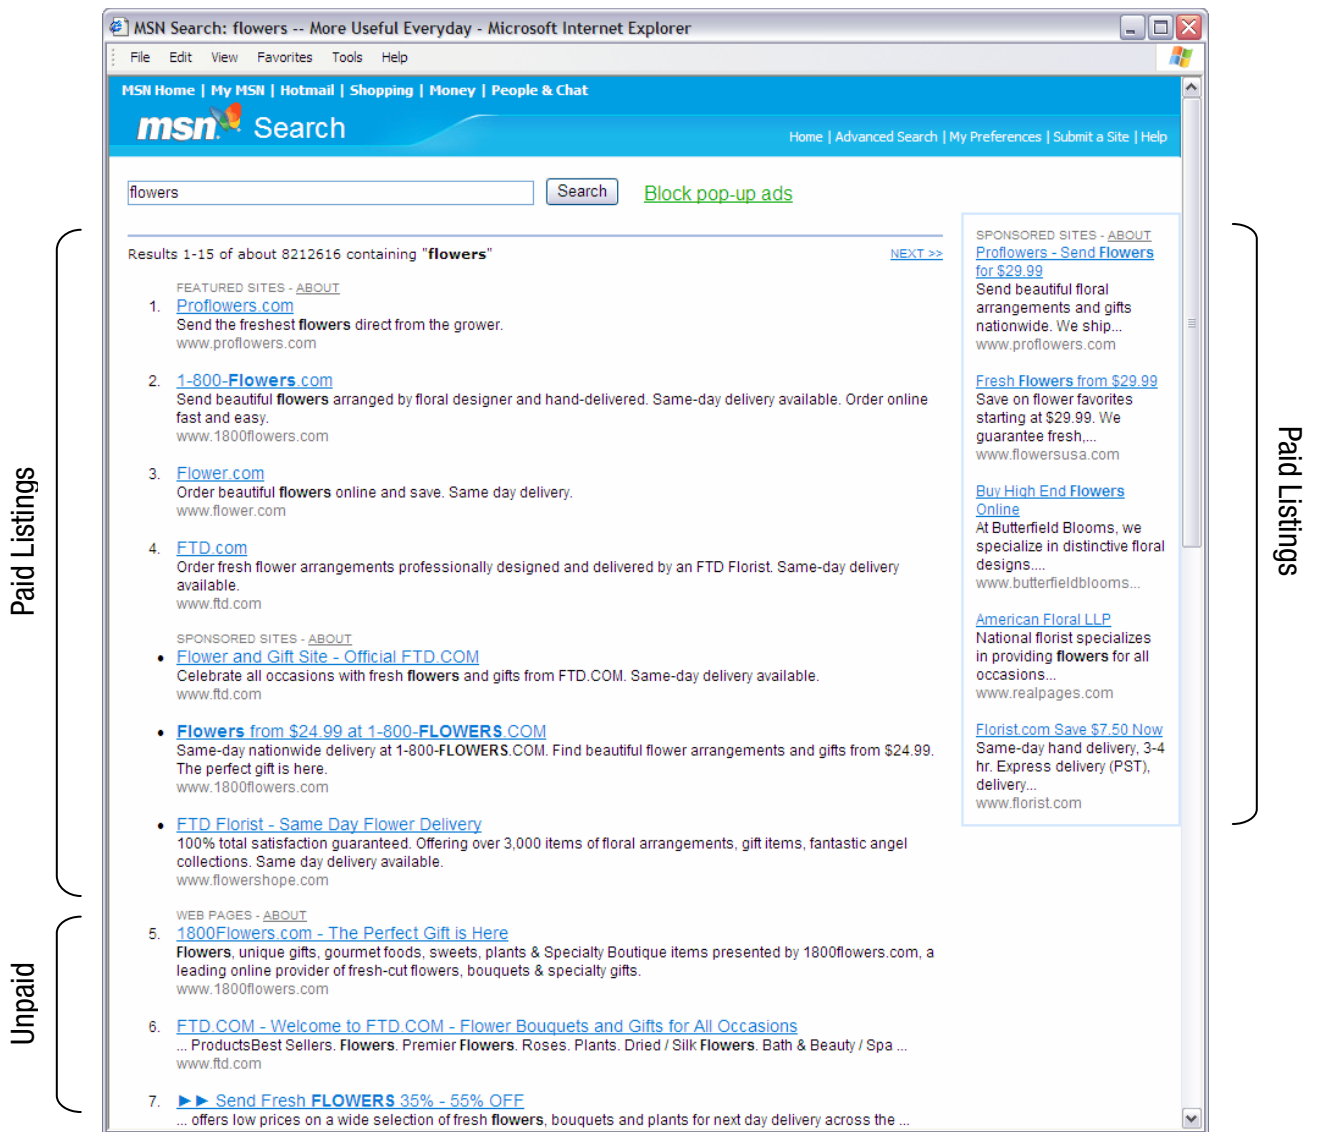 MSN Search: flowers -- More Useful Everyday - Microsoft Internet Explorer
File Edit View Favorites Tools Help
MSN Home | My MSN | Hotmail | Shopping | Money | People & Chat
msn Search
Home | Advanced Search | My Preferences | Submit a Site | Help
flowers Search Block pop-up ads
Paid Listings
Results 1-15 of about 8212616 containing "flowers" NEXT >>
FEATURED SITES - ABOUT
1. Proflowers.com
Send the freshest flowers direct from the grower.
www.proflowers.com
2. 1-800-Flowers.com
Send beautiful flowers arranged by floral designer and hand-delivered. Same-day delivery available. Order online
fast and easy.
www.1800flowers.com
3. Flower.com
Order beautiful flowers online and save. Same day delivery.
www.flower.com
4. FTD.com
Order fresh flower arrangements professionally designed and delivered by an FTD Florist. Same-day delivery
available.
www.ftd.com
SPONSORED SITES - ABOUT
• Flower and Gift Site - Official FTD.COM
Celebrate all occasions with fresh flowers and gifts from FTD.COM. Same-day delivery available.
www.ftd.com
• Flowers from $24.99 at 1-800-FLOWERS.COM
Same-day nationwide delivery at 1-800-FLOWERS.COM. Find beautiful flower arrangements and gifts from $24.99.
The perfect gift is here.
www.1800flowers.com
• FTD Florist - Same Day Flower Delivery
100% total satisfaction guaranteed. Offering over 3,000 items of floral arrangements, gift items, fantastic angel
collections. Same day delivery available.
www.flowershope.com
Unpaid
WEB PAGES - ABOUT
5. 1800Flowers.com - The Perfect Gift is Here
Flowers, unique gifts, gourmet foods, sweets, plants & Specialty Boutique items presented by 1800flowers.com, a
leading online provider of fresh-cut flowers, bouquets & specialty gifts.
www.1800flowers.com
6. FTD.COM - Welcome to FTD.COM - Flower Bouquets and Gifts for All Occasions
... ProductsBest Sellers. Flowers. Premier Flowers. Roses. Plants. Dried / Silk Flowers. Bath & Beauty / Spa ...
www.ftd.com
7. ►► Send Fresh FLOWERS 35% - 55% OFF
... offers low prices on a wide selection of fresh flowers, bouquets and plants for next day delivery across the ...
SPONSORED SITES - ABOUT
Proflowers - Send Flowers
for $29.99
Send beautiful floral
arrangements and gifts
nationwide. We ship...
www.proflowers.com
Fresh Flowers from $29.99
Save on flower favorites
starting at $29.99. We
guarantee fresh,...
www.flowersusa.com
Buy High End Flowers
Online
At Butterfield Blooms, we
specialize in distinctive floral
designs....
www.butterfieldblooms...
American Floral LLP
National florist specializes
in providing flowers for all
occasions...
www.realpages.com
Florist.com Save $7.50 Now
Same-day hand delivery, 3-4
hr. Express delivery (PST),
delivery...
www.florist.com
Paid Listings